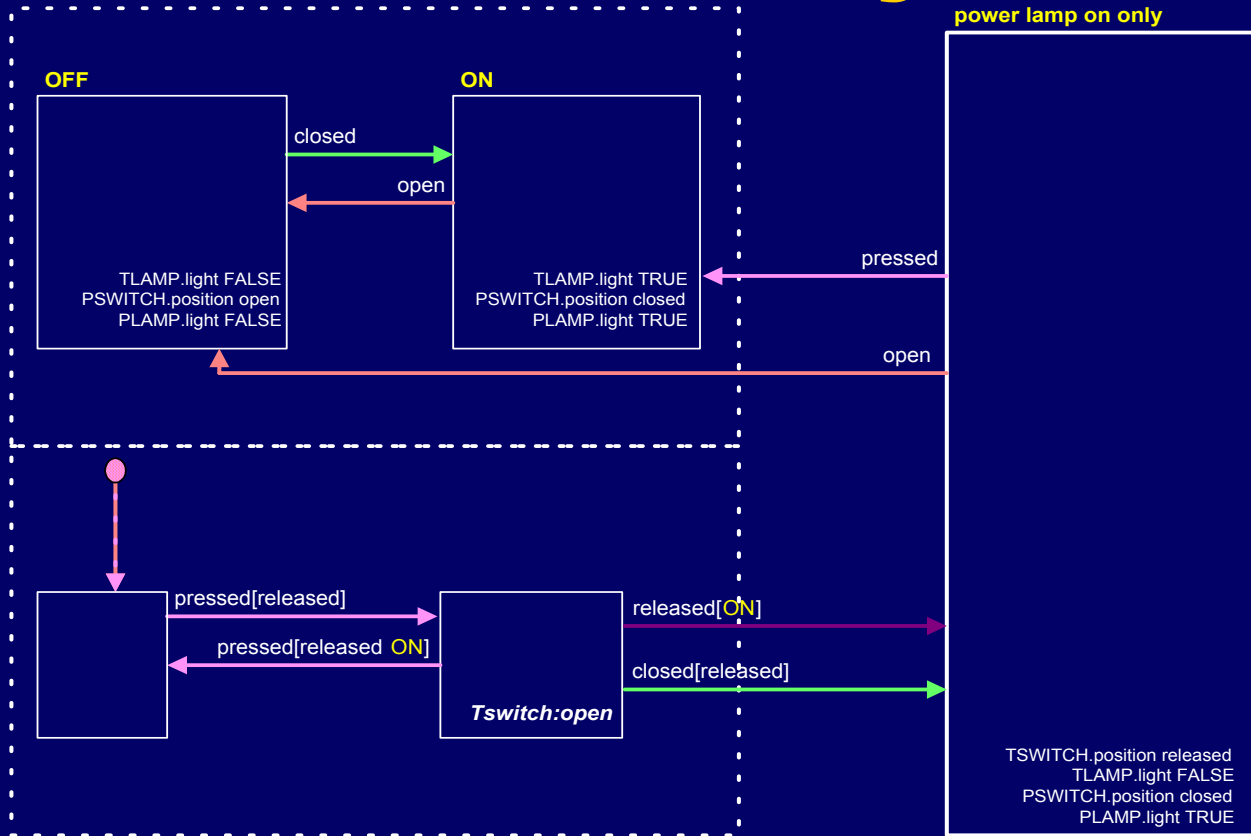 power lamp on only
OFF
ON
closed
open
TLAMP.light FALSE
PSWITCH.position open
PLAMP.light FALSE
TLAMP.light TRUE
PSWITCH.position closed
PLAMP.light TRUE
pressed
open
pressed[released]
pressed[released ON]
Tswitch:open
released[ON]
closed[released]
TSWITCH.position released
TLAMP.light FALSE
PSWITCH.position closed
PLAMP.light TRUE